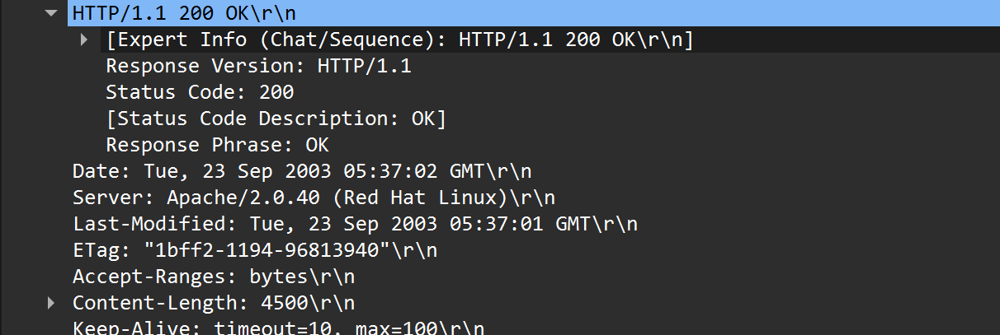 HTTP/1.1 200 OK\r\n
[Expert Info (Chat/Sequence): HTTP/1.1 200 OK\r\n]
Response Version: HTTP/1.1
Status Code: 200
[Status Code Description: OK]
Response Phrase: OK
Date: Tue, 23 Sep 2003 05:37:02 GMT\r\n
Server: Apache/2.0.40 (Red Hat Linux)\r\n
Last-Modified: Tue, 23 Sep 2003 05:37:01 GMT\r\n
ETag: "1bff2-1194-96813940"\r\n
Accept-Ranges: bytes\r\n
Content-Length: 4500\r\n
Keep-Alive: timeout=10, max=100\r\n